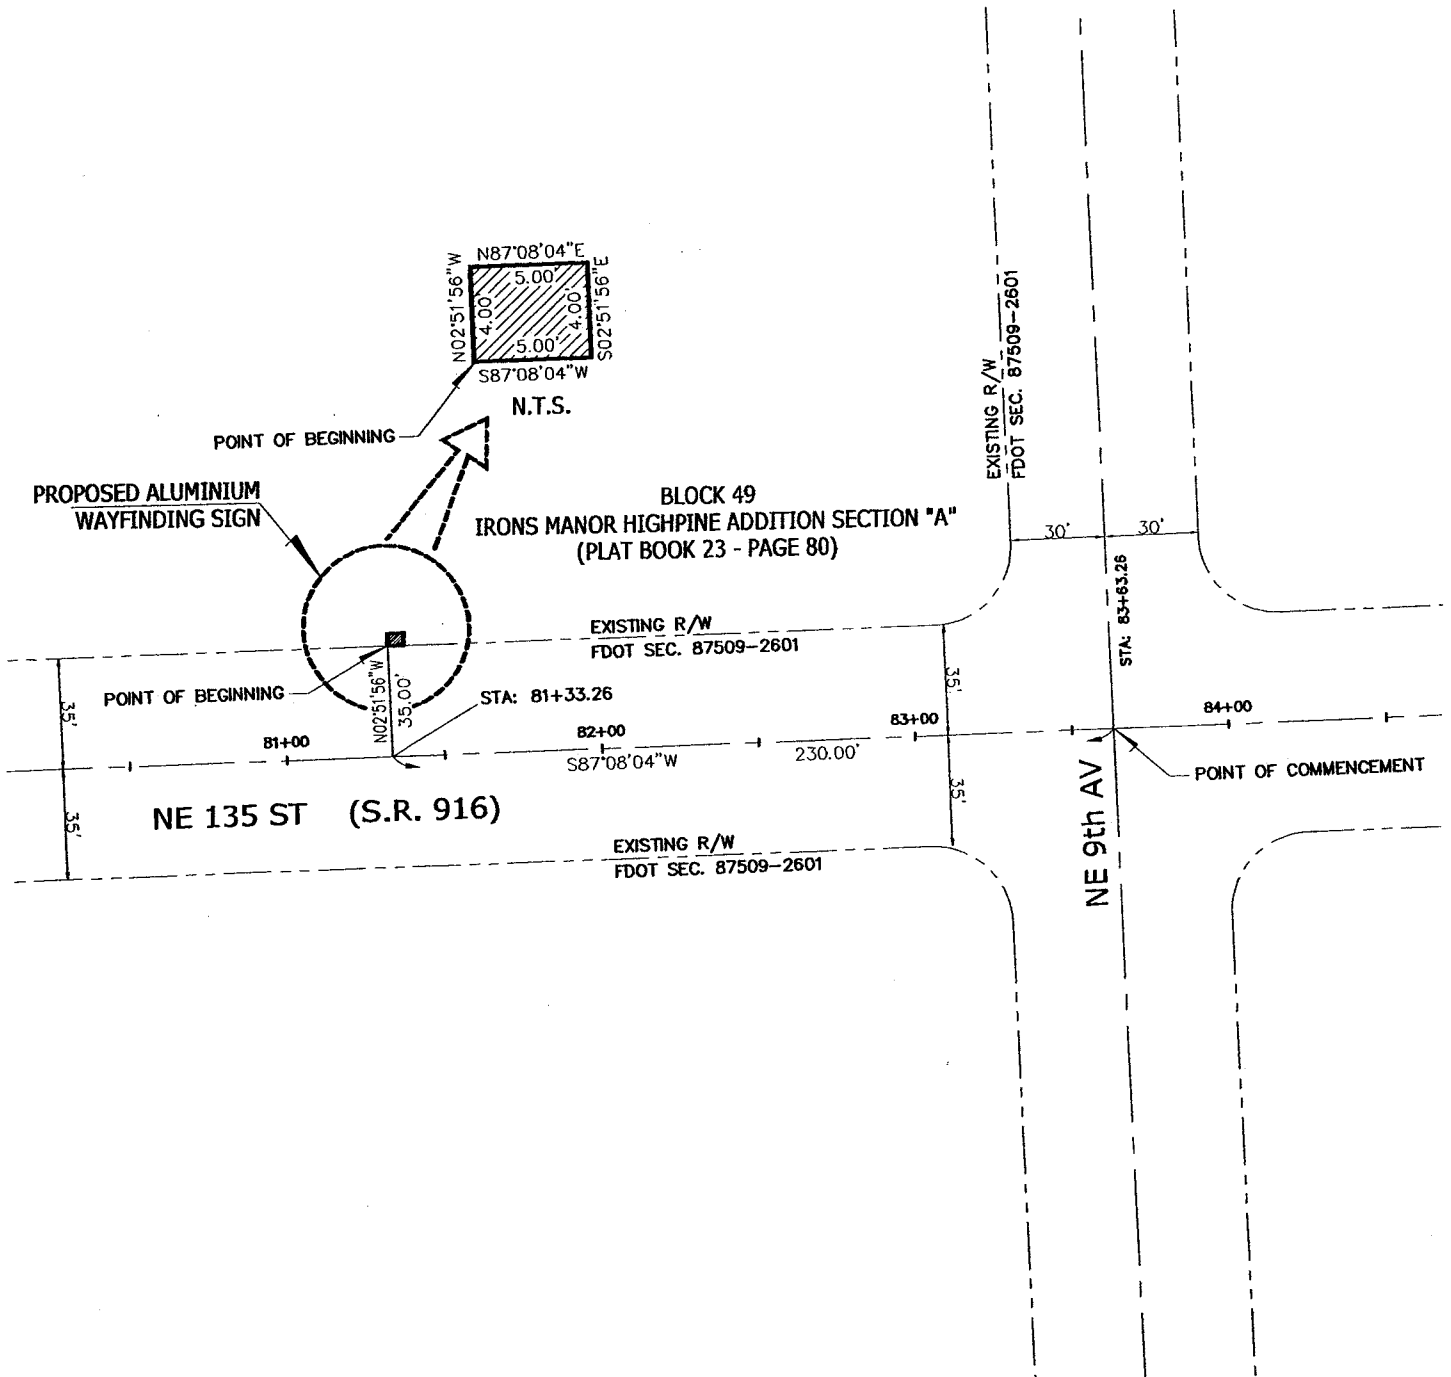 N87°08'04"E
5.00'
N02°51'56"W
4.00'
4.00'
S02°51'56"E
5.00'
S87°08'04"W
N.T.S.
POINT OF BEGINNING
PROPOSED ALUMINIUM
WAYFINDING SIGN
BLOCK 49
IRONS MANOR HIGHPINE ADDITION SECTION "A"
(PLAT BOOK 23 - PAGE 80)
EXISTING R/W
FDOT SEC. 87509-2601
30'
30'
STA: 83+63.26
EXISTING R/W
FDOT SEC. 87509-2601
POINT OF BEGINNING
N02°51'56"W
35.00'
STA: 81+33.26
35'
35'
81+00
82+00
83+00
84+00
S87°08'04"W
230.00'
POINT OF COMMENCEMENT
35'
35'
NE 135 ST (S.R. 916)
EXISTING R/W
FDOT SEC. 87509-2601
NE 9th AV